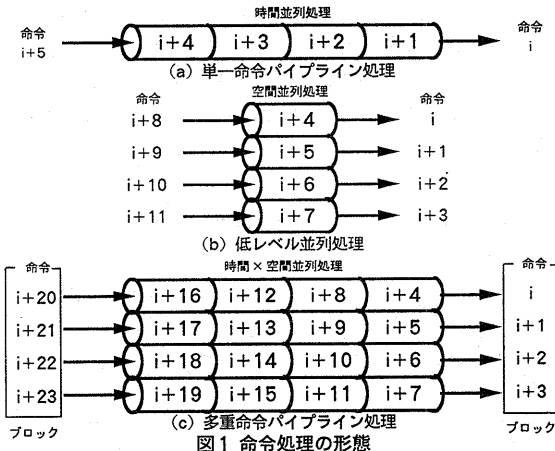 時間並列処理
命令 命令
i+5 i+4 i+3 i+2 i+1 i
(a) 単一命令パイプライン処理
空間並列処理
命令 命令
i+8 i+4 i
i+9 i+5 i+1
i+10 i+6 i+2
i+11 i+7 i+3
(b) 低レベル並列処理
時間×空間並列処理
命令 命令
i+20 i+16 i+12 i+8 i+4 i
i+21 i+17 i+13 i+9 i+5 i+1
i+22 i+18 i+14 i+10 i+6 i+2
i+23 i+19 i+15 i+11 i+7 i+3
ブロック ブロック
(c) 多重命令パイプライン処理
図1 命令処理の形態